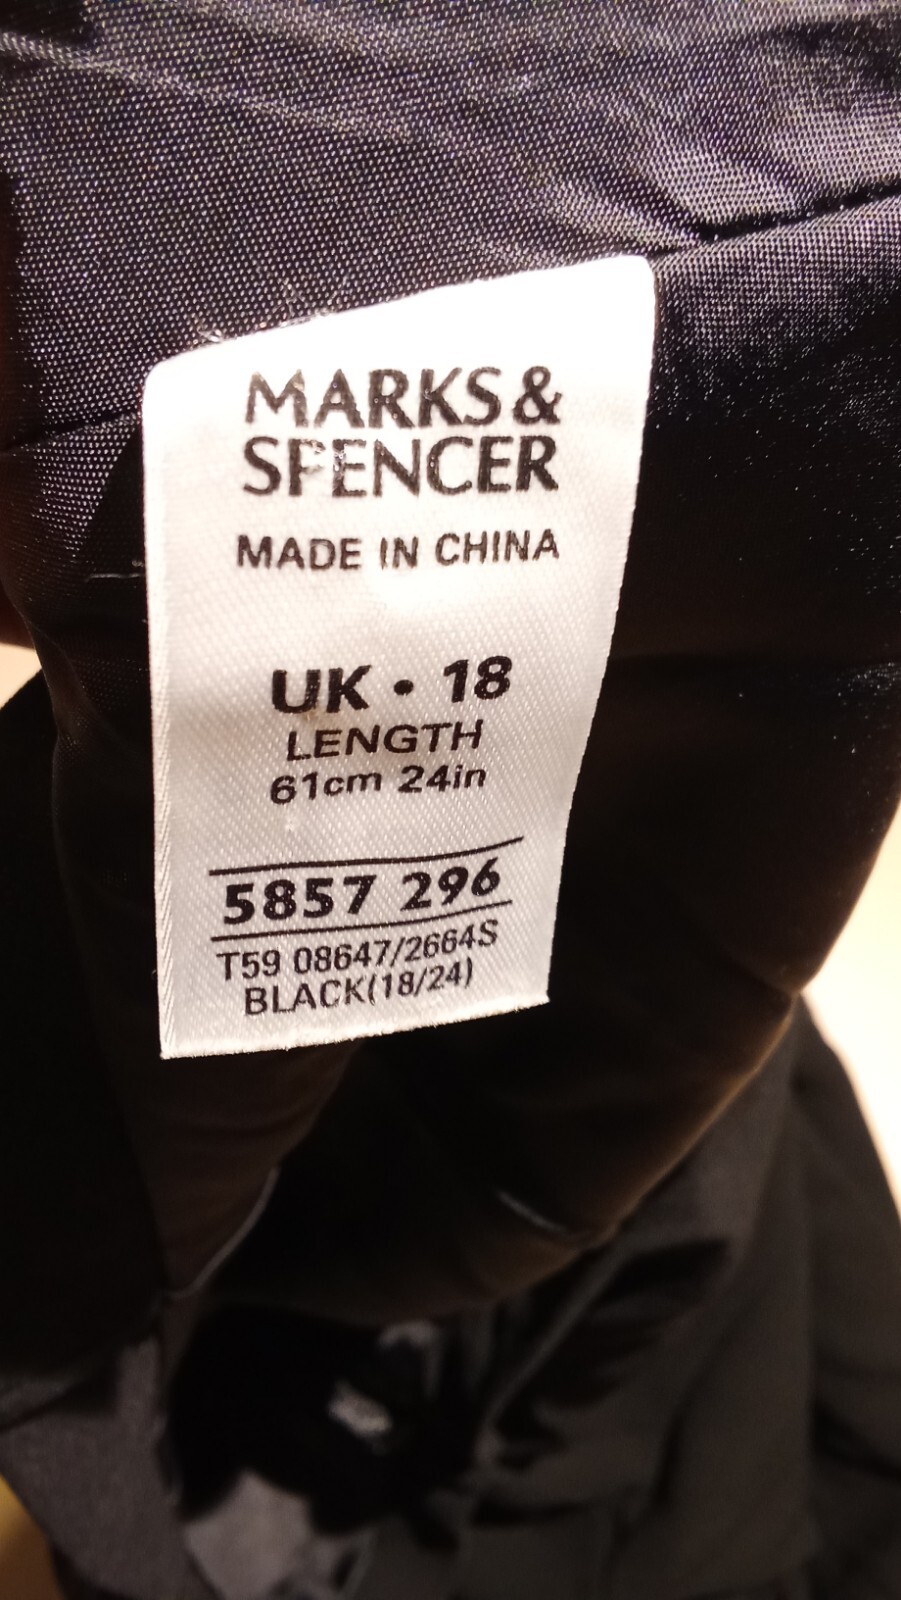 MARKS &
SPENCER
MADE IN CHINA
UK • 18
LENGTH
61cm 24in
5857 296
T59 08647/2664S
BLACK(18/24)